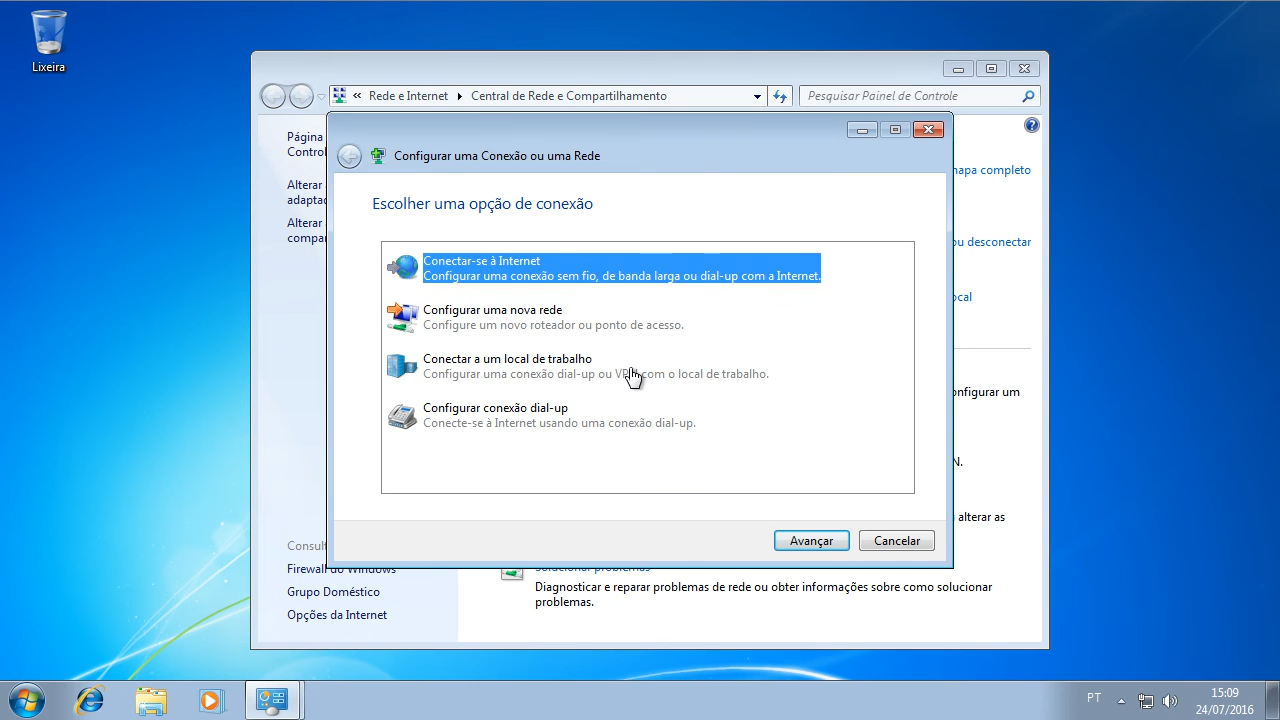 Lixeira
Rede e Internet
Central de Rede e Compartilhamento
Pesquisar Painel de Controle
Página
Control
Alterar
adaptad
Alterar
compar
mapa completo
ou desconectar
ocal
onfigurar um
N.
alterar as
Configurar uma Conexão ou uma Rede
Escolher uma opção de conexão
Conectar-se à Internet
Configurar uma conexão sem fio, de banda larga ou dial-up com a Internet.
Configurar uma nova rede
Configure um novo roteador ou ponto de acesso.
Conectar a um local de trabalho
Configurar uma conexão dial-up ou VPN com o local de trabalho.
Configurar conexão dial-up
Conecte-se à Internet usando uma conexão dial-up.
Avançar
Cancelar
Consult
Firewall do Windows
Grupo Doméstico
Opções da Internet
Solucionar problemas
Diagnosticar e reparar problemas de rede ou obter informações sobre como solucionar
problemas.
PT
15:09
24/07/2016